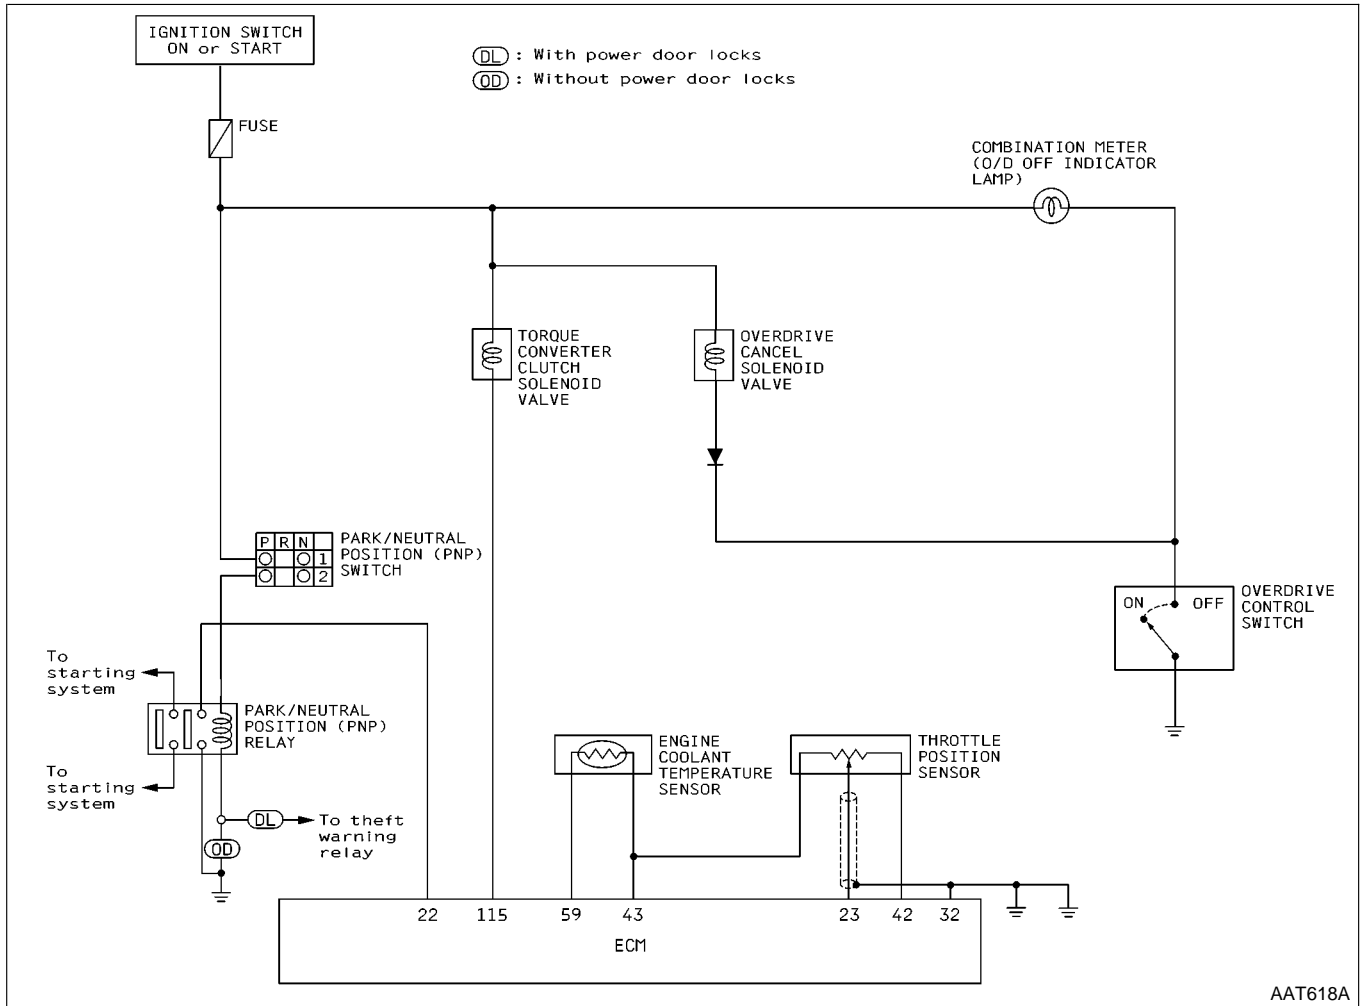 IGNITION SWITCH
ON or START
DL : With power door locks
OD : Without power door locks
FUSE
COMBINATION METER
(O/D OFF INDICATOR
LAMP)
TORQUE
CONVERTER
CLUTCH
SOLENOID
VALVE
OVERDRIVE
CANCEL
SOLENOID
VALVE
P R N
1
2
PARK/NEUTRAL
POSITION (PNP)
SWITCH
ON OFF
OVERDRIVE
CONTROL
SWITCH
To
starting
system
PARK/NEUTRAL
POSITION (PNP)
RELAY
To
starting
system
DL
To theft
warning
relay
OD
ENGINE
COOLANT
TEMPERATURE
SENSOR
THROTTLE
POSITION
SENSOR
22 115 59 43 23 42 32
ECM
AAT618A